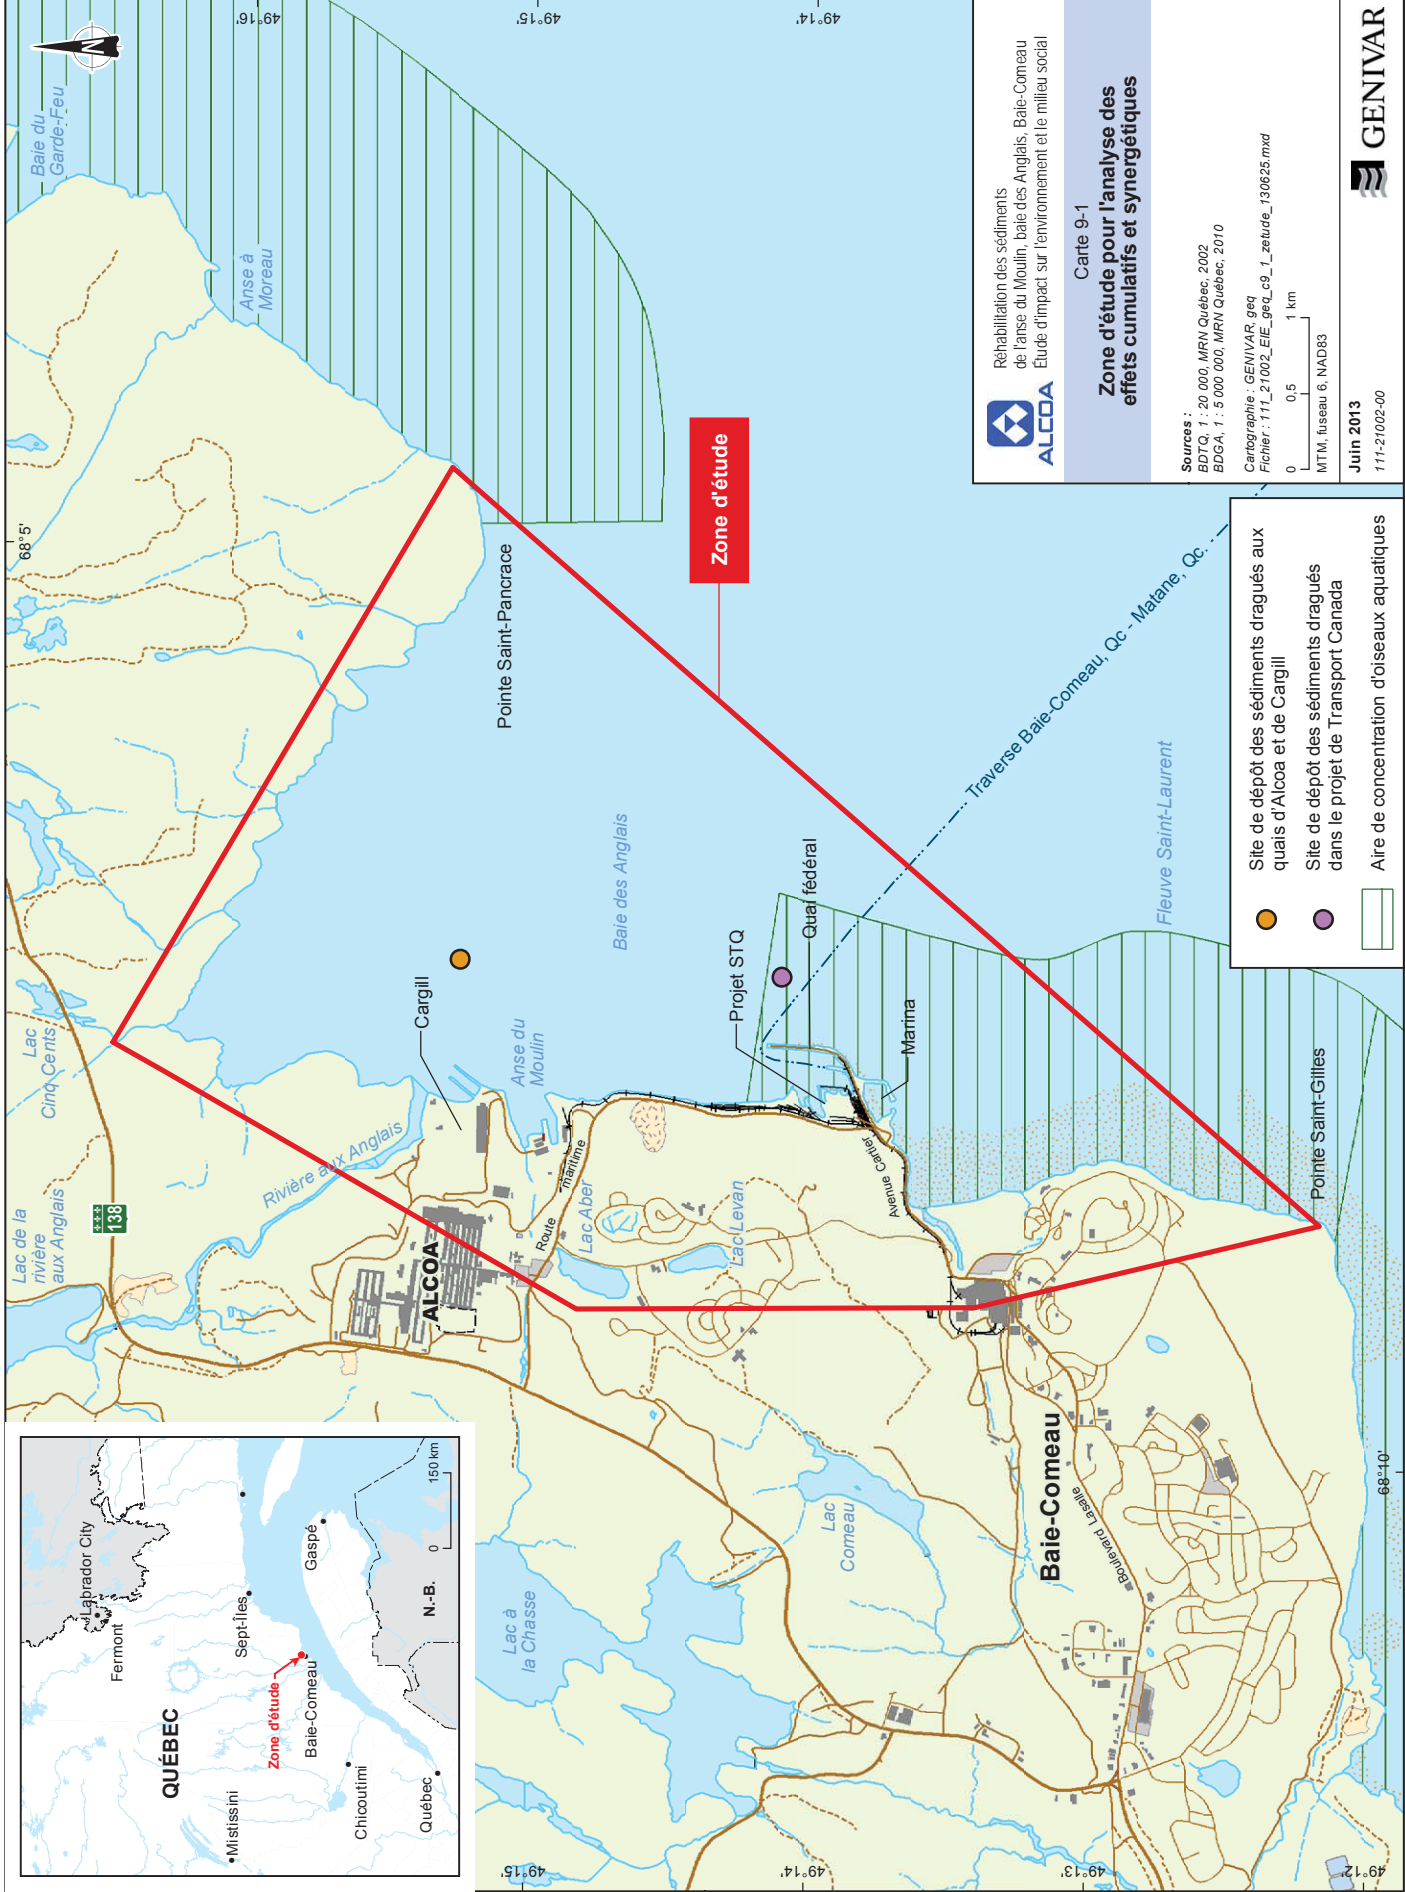 QUÉBEC
Labrador City
Fermont
Sept-Îles
Gaspé
Mistissini
Zone d'étude
Baie-Comeau
Chicoutimi
Québec
N.-B.
0
150 km
68°5'
68°10'
49°16'
49°15'
49°14'
49°15'
49°14'
49°13'
49°12'
N
Baie du
Garde-Feu
Anse à
Moreau
Lac
Cinq Cents
Lac de la
rivière
aux Anglais
138
Rivière aux Anglais
Pointe Saint-Pancrace
Cargill
ALCOA
Anse du
Moulin
Route
maritime
Lac Aber
Baie des Anglais
Zone d'étude
Lac Levan
Projet STQ
Quai fédéral
Marina
Avenue Cartier
Lac à
la Chasse
Lac
Comeau
Baie-Comeau
Boulevard Lasalle
Traverse Baie-Comeau, Qc - Matane, Qc.
Fleuve Saint-Laurent
Pointe Saint-Gilles
Site de dépôt des sédiments dragués aux
quais d'Alcoa et de Cargill
Site de dépôt des sédiments dragués
dans le projet de Transport Canada
Aire de concentration d'oiseaux aquatiques
ALCOA
Réhabilitation des sédiments
de l'anse du Moulin, baie des Anglais, Baie-Comeau
Étude d'impact sur l'environnement et le milieu social
Carte 9-1
Zone d'étude pour l'analyse des
effets cumulatifs et synergétiques
Sources :
BDTQ, 1 : 20 000, MRN Québec, 2002
BDGA, 1 : 5 000 000, MRN Québec, 2010
Cartographie : GENIVAR, geq
Fichier : 111_21002_EIE_geq_c9_1_zetude_130625.mxd
0
0,5
1 km
MTM, fuseau 6, NAD83
Juin 2013
111-21002-00
GENIVAR